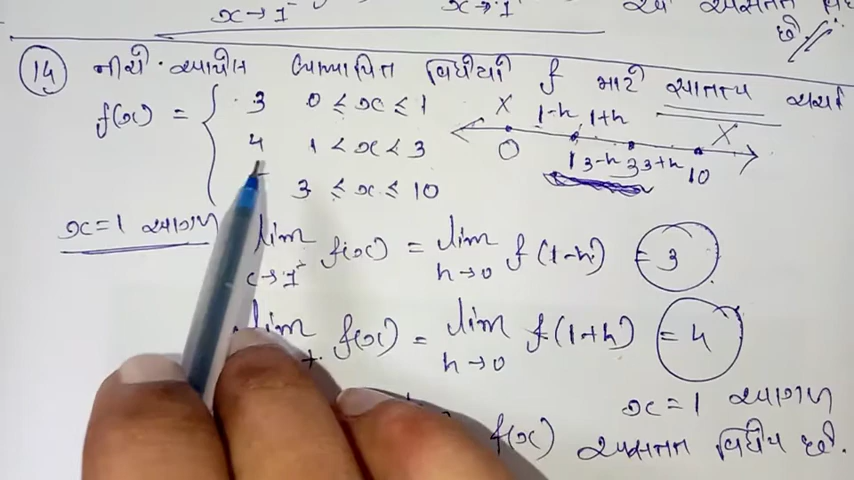 x→1 x→1
છે.
(14) નીચે આપેલ વ્યાખ્યાયિત વિધેયો f માટે સાતત્ય ચર્ચો
f(x) = { 3 0 ≤ x ≤ 1
4 1 < x < 3
3 ≤ x ≤ 10
X 1-h 1+h X
0 1 3-h 3 3+h 10
x=1 આગળ lim f(x) = lim f(1-h) = 3
x→1⁻ h→0
lim f(x) = lim f(1+h) = 4
+ h→0
x=1 આગળ
f(x) અસતત વિધેય છે.